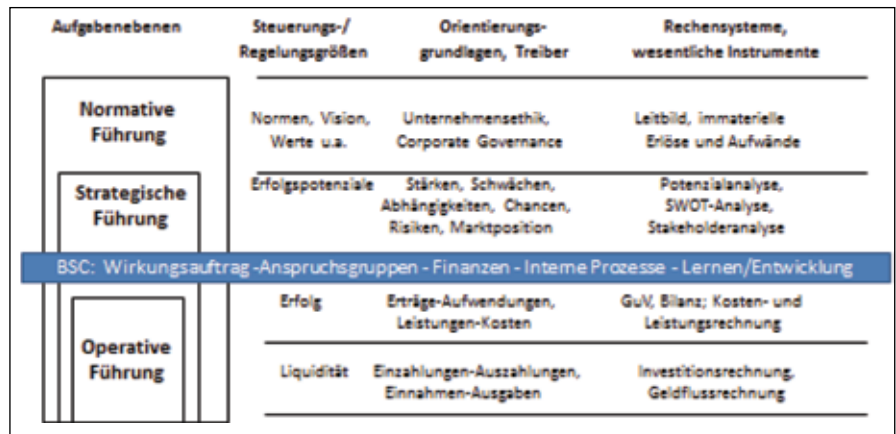 Aufgabenebenen
Steuerungs-/
Regelungsgrößen
Orientierungs-
grundlagen, Treiber
Rechensysteme,
wesentliche Instrumente
Normative
Führung
Normen, Vision,
Werte u.a.
Unternehmensethik,
Corporate Governance
Leitbild, immaterielle
Erlöse und Aufwände
Strategische
Führung
Erfolgspotenziale
Stärken, Schwächen,
Abhängigkeiten, Chancen,
Risiken, Marktposition
Potenzialanalyse,
SWOT-Analyse,
Stakeholderanalyse
BSC: Wirkungsauftrag -Anspruchsgruppen - Finanzen - Interne Prozesse - Lernen/Entwicklung
Operative
Führung
Erfolg
Erträge-Aufwendungen,
Leistungen-Kosten
GuV, Bilanz; Kosten- und
Leistungsrechnung
Liquidität
Einzahlungen-Auszahlungen,
Einnahmen-Ausgaben
Investitionsrechnung,
Geldflussrechnung